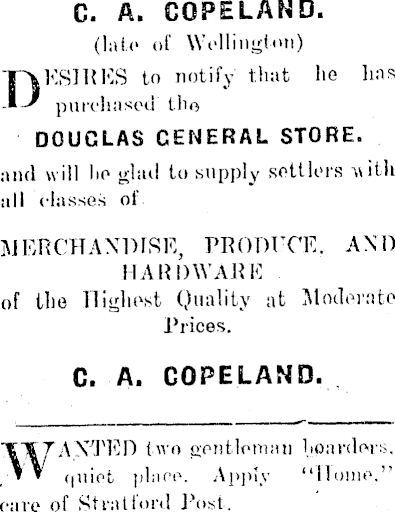 C. A. COPELAND.
(late of Wellington)
DESIRES to notify that he has
purchased the
DOUGLAS GENERAL STORE.
and will be glad to supply settlers with
all classes of
MERCHANDISE, PRODUCE, AND
HARDWARE
of the Highest Quality at Moderate
Prices.
C. A. COPELAND.
WANTED two gentleman boarders,
quiet place. Apply "Home,"
care of Stratford Post.